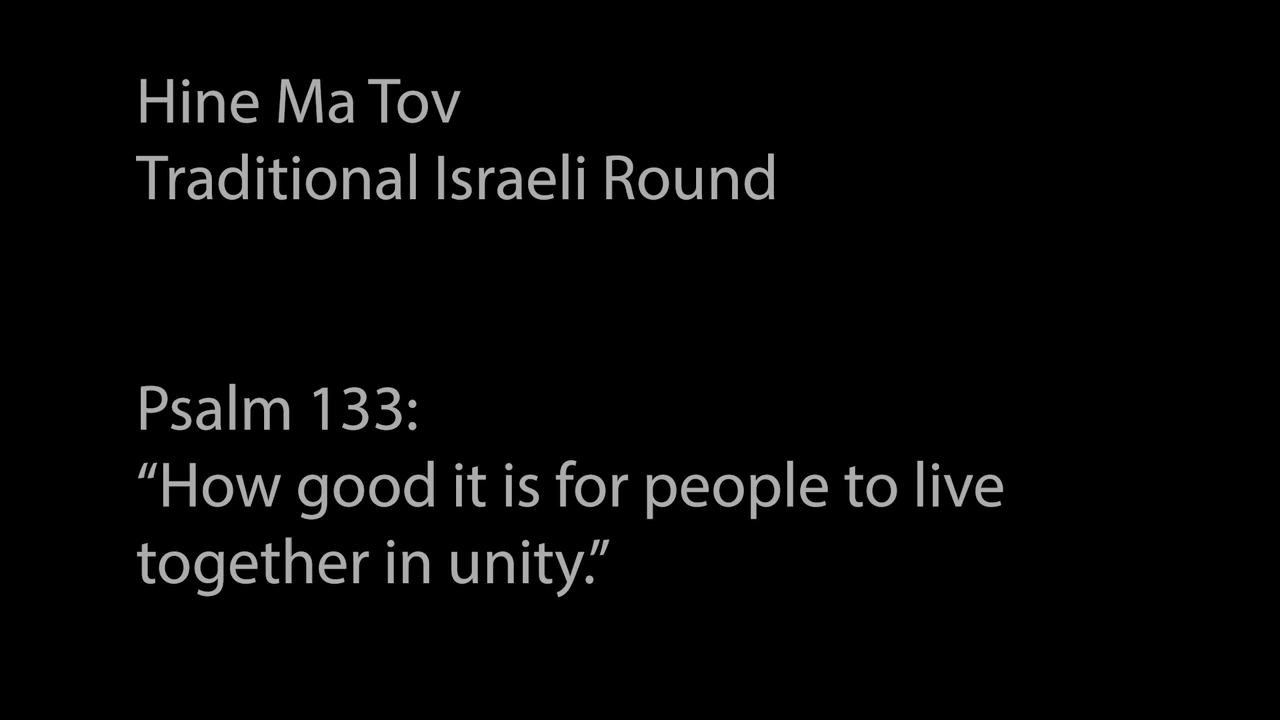 Hine Ma Tov
Traditional Israeli Round
Psalm 133:
“How good it is for people to live
together in unity.”